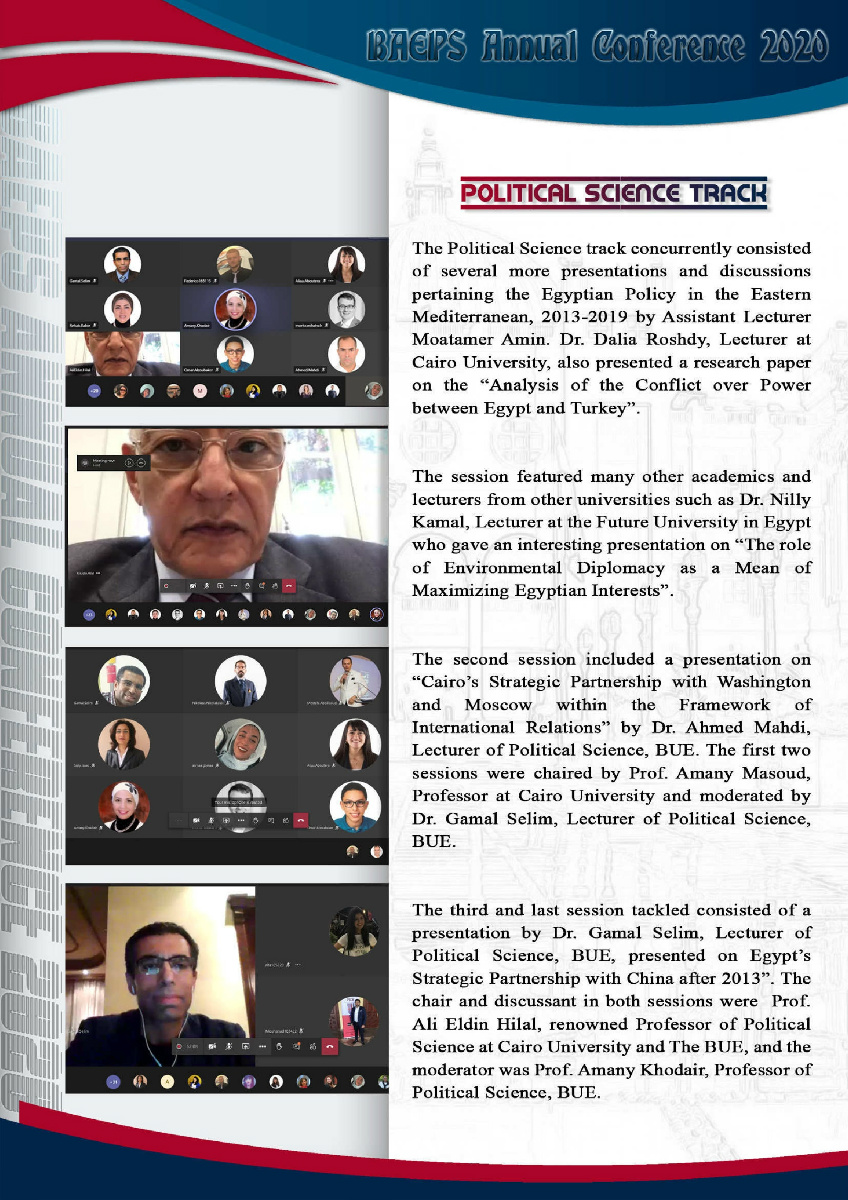 BAEPS Annual Conference 2020
POLITICAL SCIENCE TRACK
The Political Science track concurrently consisted
of several more presentations and discussions
pertaining the Egyptian Policy in the Eastern
Mediterranean, 2013-2019 by Assistant Lecturer
Moatamer Amin. Dr. Dalia Roshdy, Lecturer at
Cairo University, also presented a research paper
on the “Analysis of the Conflict over Power
between Egypt and Turkey”.
The session featured many other academics and
lecturers from other universities such as Dr. Nilly
Kamal, Lecturer at the Future University in Egypt
who gave an interesting presentation on “The role
of Environmental Diplomacy as a Mean of
Maximizing Egyptian Interests”.
The second session included a presentation on
“Cairo’s Strategic Partnership with Washington
and Moscow within the Framework of
International Relations” by Dr. Ahmed Mahdi,
Lecturer of Political Science, BUE. The first two
sessions were chaired by Prof. Amany Masoud,
Professor at Cairo University and moderated by
Dr. Gamal Selim, Lecturer of Political Science,
BUE.
The third and last session tackled consisted of a
presentation by Dr. Gamal Selim, Lecturer of
Political Science, BUE, presented on Egypt’s
Strategic Partnership with China after 2013”. The
chair and discussant in both sessions were Prof.
Ali Eldin Hilal, renowned Professor of Political
Science at Cairo University and The BUE, and the
moderator was Prof. Amany Khodair, Professor of
Political Science, BUE.
BAEPS ANNUAL CONFERENCE 2020